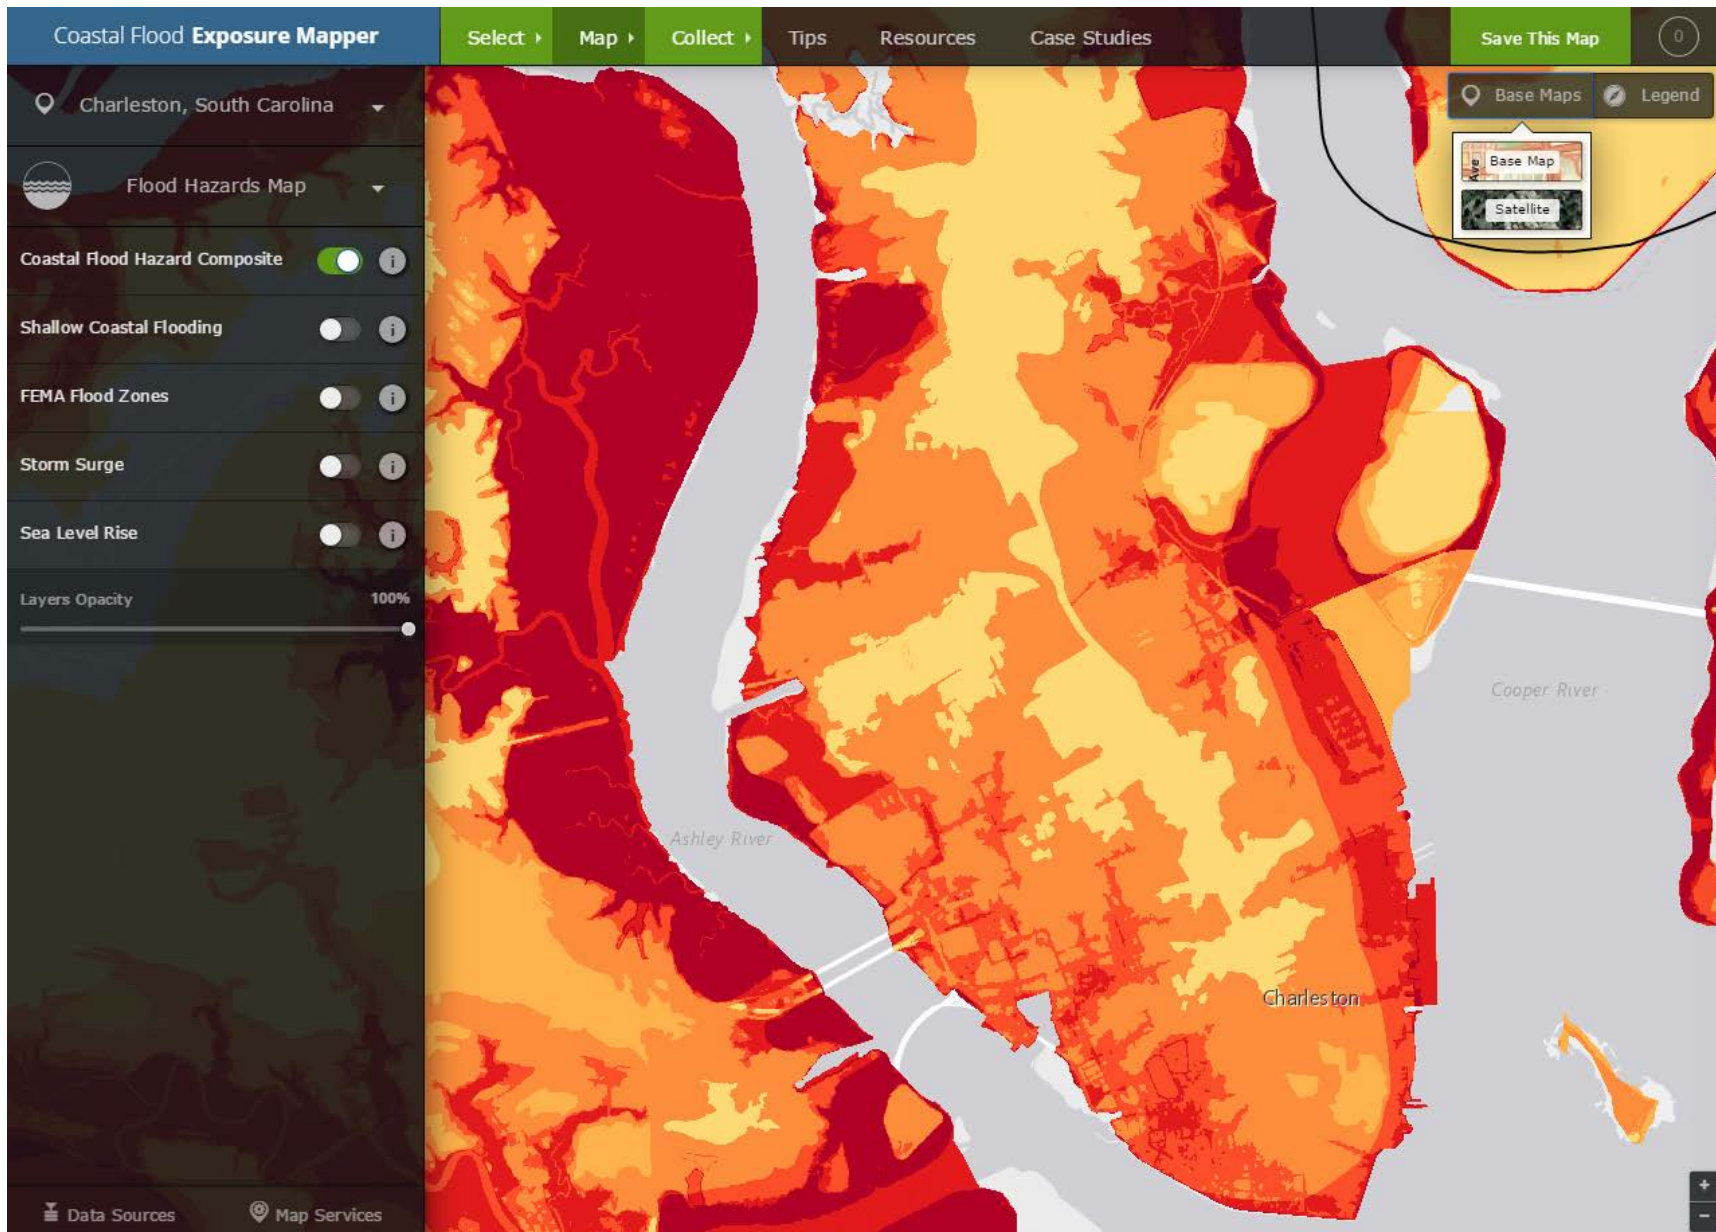 Coastal Flood Exposure Mapper
Select
Map
Collect
Tips
Resources
Case Studies
Save This Map
0
Charleston, South Carolina
Base Maps
Legend
Base Map
Ave
Satellite
Flood Hazards Map
Coastal Flood Hazard Composite
i
Shallow Coastal Flooding
i
FEMA Flood Zones
i
Storm Surge
i
Sea Level Rise
i
Layers Opacity
100%
Cooper River
Ashley River
Charleston
Data Sources
Map Services
+
−